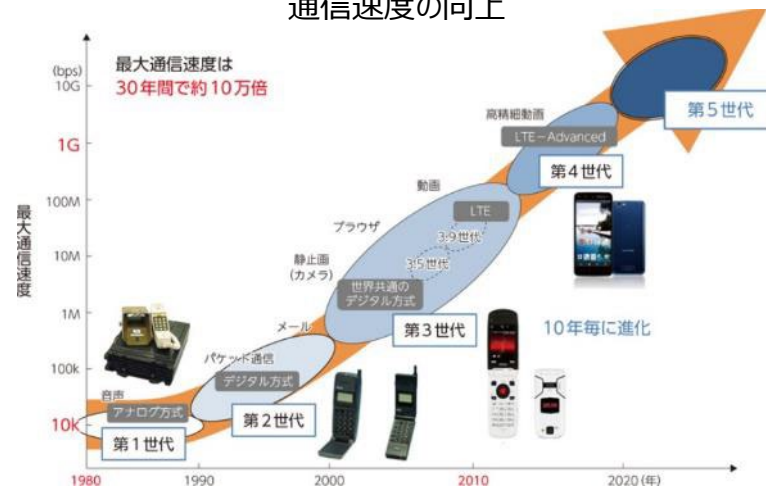 通信速度の向上
(bps)
10G
1G
100M
10M
1M
100k
10k
最大通信速度
最大通信速度は
30年間で約10万倍
音声
アナログ方式
第1世代
パケット通信
デジタル方式
第2世代
メール
静止画
(カメラ)
ブラウザ
動画
世界共通の
デジタル方式
3.5世代
3.9世代
LTE
第3世代
高精細動画
LTE－Advanced
第4世代
第5世代
10年毎に進化
1980
1990
2000
2010
2020(年)